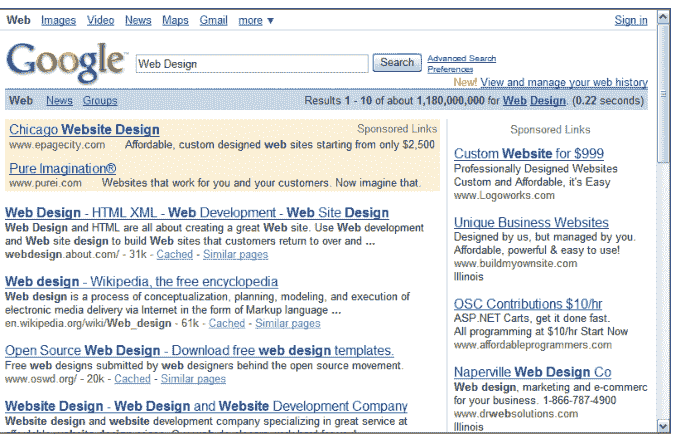 Web Images Video News Maps Gmail more ▼ Sign in
Google™ Web Design Search Advanced Search
Preferences
New! View and manage your web history
Web News Groups Results 1 - 10 of about 1,180,000,000 for Web Design. (0.22 seconds)
Chicago Website Design Sponsored Links
www.epagecity.com Affordable, custom designed web sites starting from only $2,500
Pure Imagination®
www.purei.com Websites that work for you and your customers. Now imagine that.
Web Design - HTML XML - Web Development - Web Site Design
Web Design and HTML are all about creating a great Web site. Use Web development
and Web site design to build Web sites that customers return to over and ...
webdesign.about.com/ - 31k - Cached - Similar pages
Web design - Wikipedia, the free encyclopedia
Web design is a process of conceptualization, planning, modeling, and execution of
electronic media delivery via Internet in the form of Markup language ...
en.wikipedia.org/wiki/Web_design - 61k - Cached - Similar pages
Open Source Web Design - Download free web design templates.
Free web designs submitted by web designers behind the open source movement.
www.oswd.org/ - 20k - Cached - Similar pages
Website Design - Web Design and Website Development Company
Website design and website development company specializing in great service at
Sponsored Links
Custom Website for $999
Professionally Designed Websites
Custom and Affordable, it's Easy
www.Logoworks.com
Unique Business Websites
Designed by us, but managed by you.
Affordable, powerful & easy to use!
www.buildmyownsite.com
Illinois
OSC Contributions $10/hr
ASP.NET Carts, get it done fast.
All programming at $10/hr Start Now
www.affordableprogrammers.com
Naperville Web Design Co
Web design, marketing and e-commerc
for your business. 1-866-787-4900
www.drwebsolutions.com
Illinois